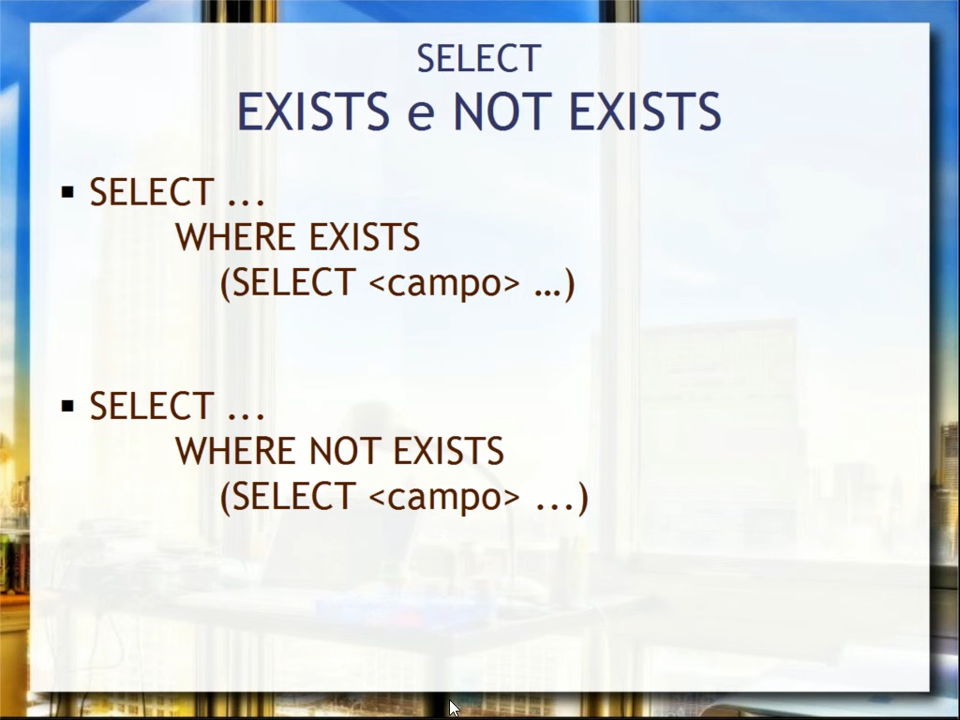 SELECT
EXISTS e NOT EXISTS
▪ SELECT ...
WHERE EXISTS
(SELECT <campo> …)
▪ SELECT ...
WHERE NOT EXISTS
(SELECT <campo> ...)